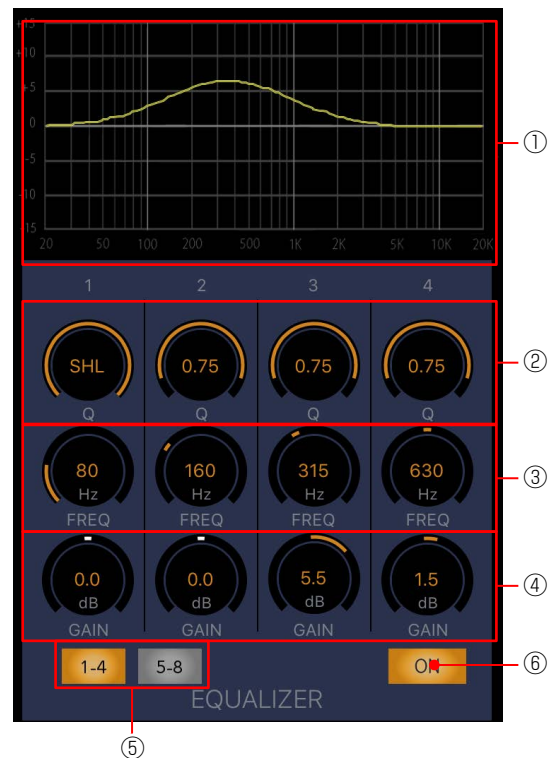 +15
+10
+5
0
-5
-10
-15
20 50 100 200 500 1K 2K 5K 10K 20K
①
1 2 3 4
SHL 0.75 0.75 0.75
Q Q Q Q
②
80 160 315 630
Hz Hz Hz Hz
FREQ FREQ FREQ FREQ
③
0.0 0.0 5.5 1.5
dB dB dB dB
GAIN GAIN GAIN GAIN
④
1-4 5-8 ON
⑥
EQUALIZER
⑤